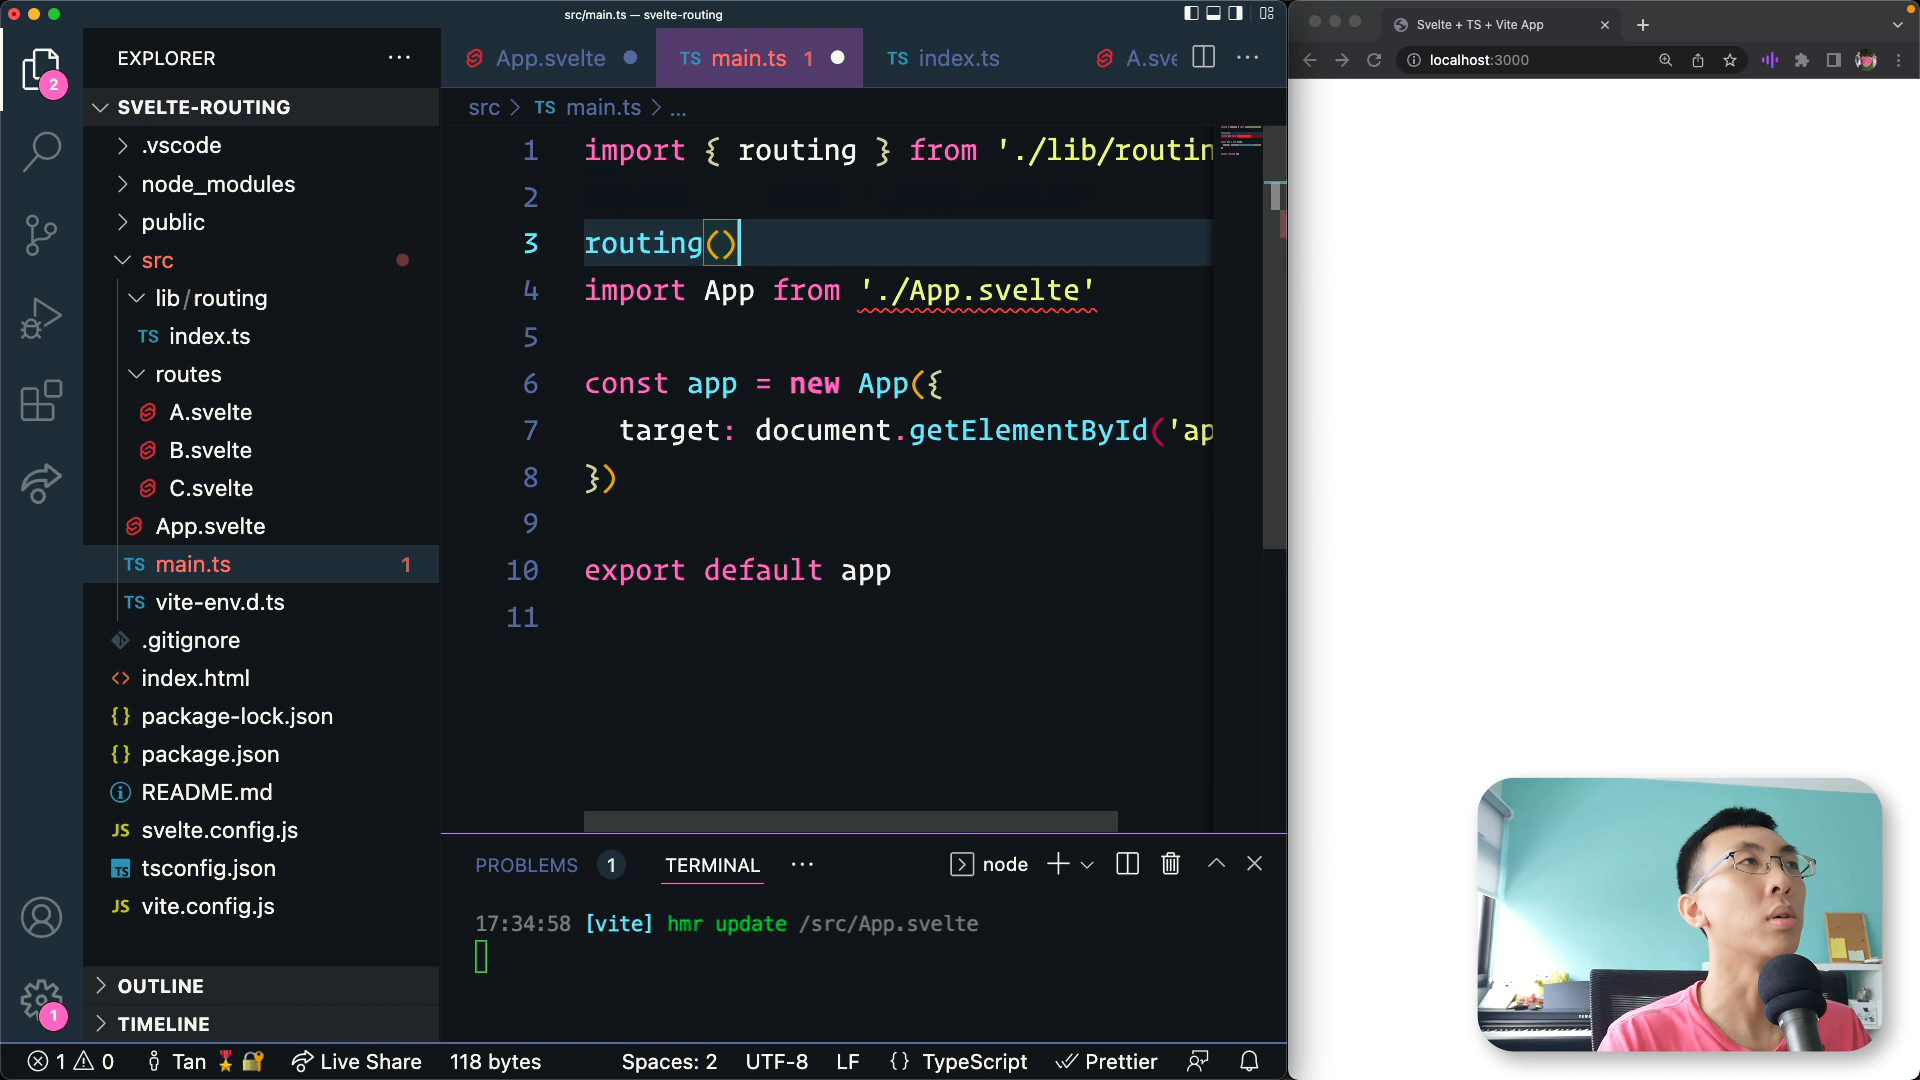 src/main.ts — svelte-routing
2
EXPLORER
SVELTE-ROUTING
.vscode
node_modules
public
src
lib/routing
TS index.ts
routes
A.svelte
B.svelte
C.svelte
App.svelte
TS main.ts 1
TS vite-env.d.ts
.gitignore
index.html
package-lock.json
package.json
README.md
JS svelte.config.js
TS tsconfig.json
JS vite.config.js
OUTLINE
TIMELINE
1
App.svelte
TS main.ts 1
TS index.ts
A.sve
src > TS main.ts > ...
1 import { routing } from './lib/routin
2
3 routing()
4 import App from './App.svelte'
5
6 const app = new App({
7 target: document.getElementById('ap
8 })
9
10 export default app
11
PROBLEMS 1 TERMINAL node
17:34:58 [vite] hmr update /src/App.svelte
1 0 Tan Live Share 118 bytes Spaces: 2 UTF-8 LF {} TypeScript Prettier
Svelte + TS + Vite App
localhost:3000
YAMA